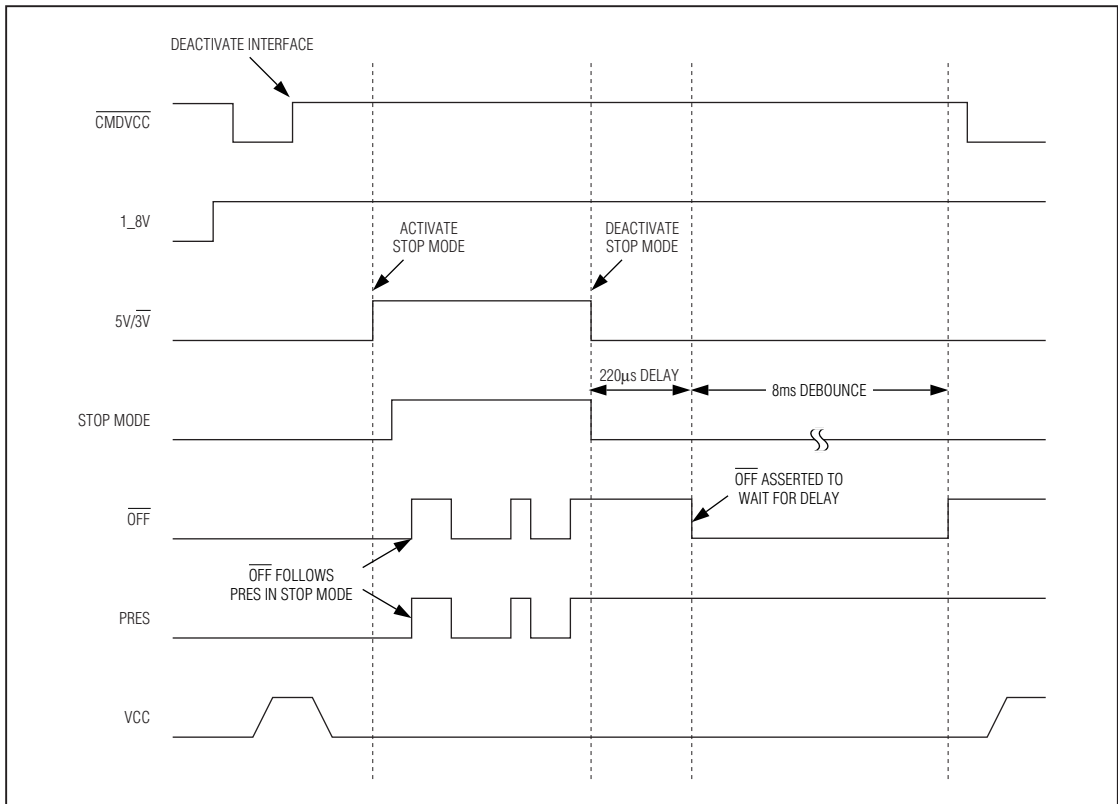 DEACTIVATE INTERFACE
CMDVCC
1_8V
ACTIVATE
STOP MODE
DEACTIVATE
STOP MODE
5V/3V
220μs DELAY
8ms DEBOUNCE
STOP MODE
OFF ASSERTED TO
WAIT FOR DELAY
OFF
OFF FOLLOWS
PRES IN STOP MODE
PRES
VCC